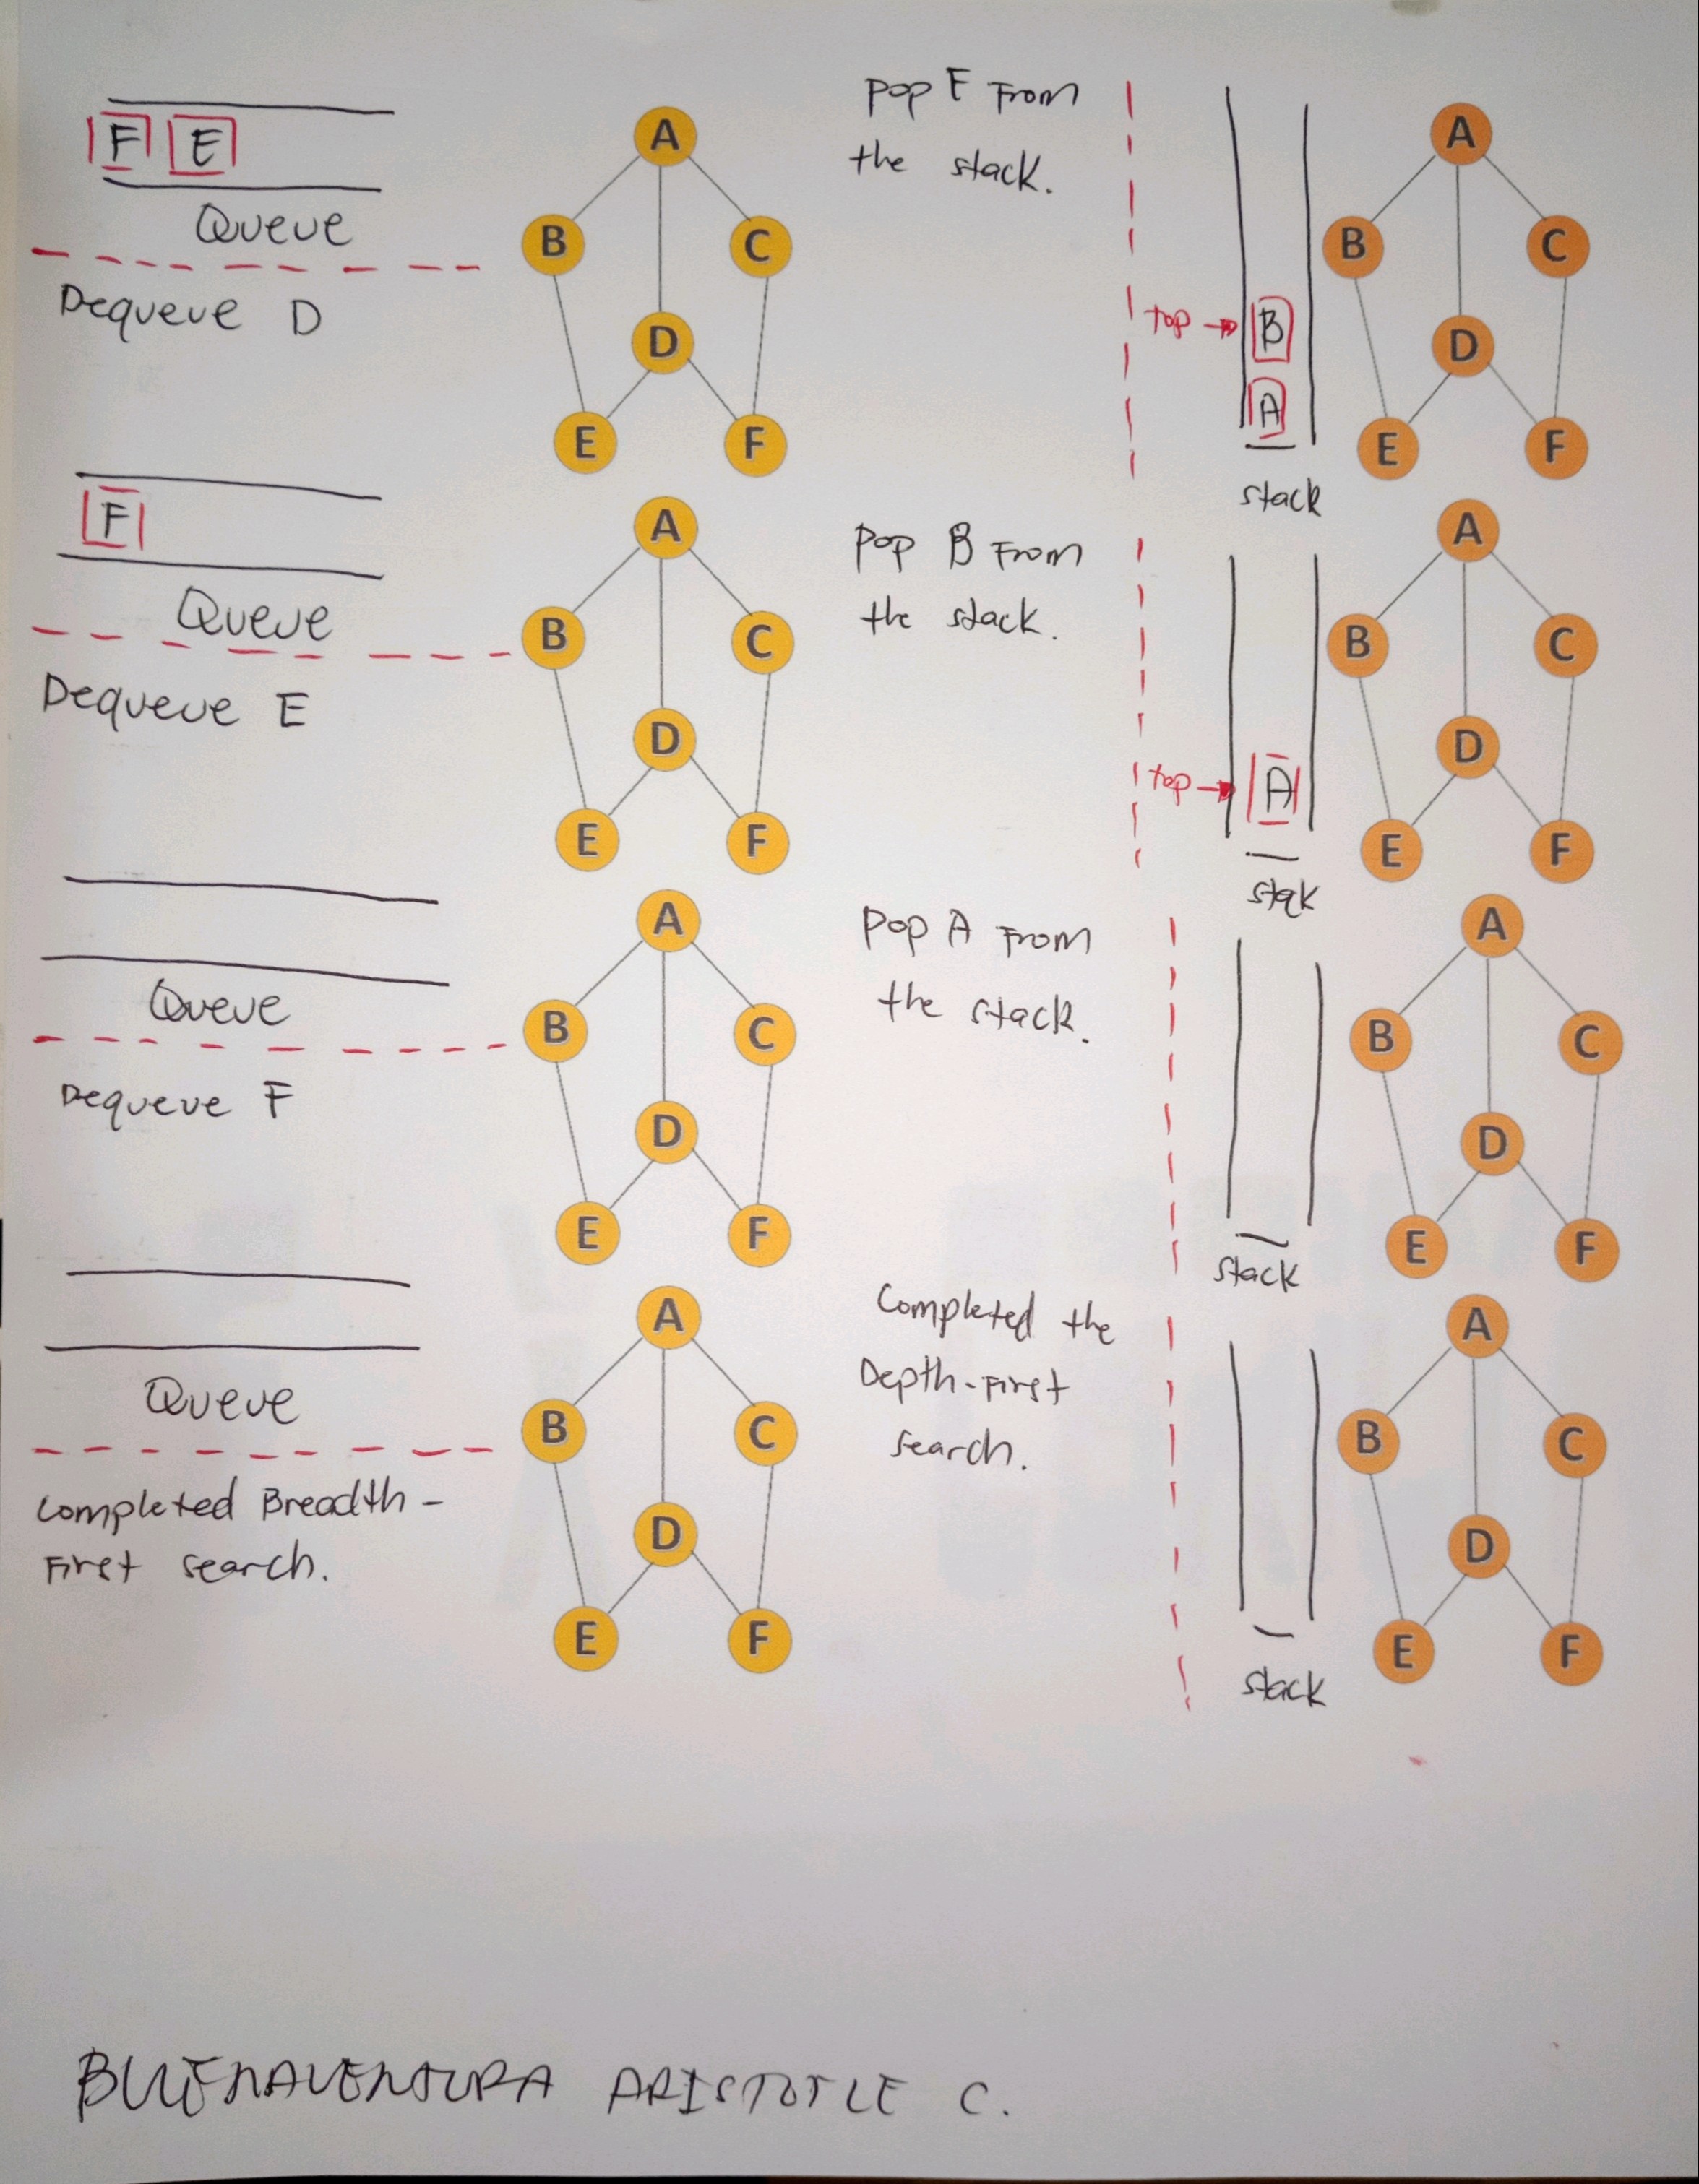 F E
Queue
Dequeue D
A
B
C
D
E
F
F
Queue
Dequeue E
A
B
C
D
E
F
Queue
Dequeue F
A
B
C
D
E
F
Queue
Completed Breadth-
First search.
A
B
C
D
E
F
Pop E From
the stack.
top
B
A
stack
A
B
C
D
E
F
Pop B From
the stack.
top
A
stack
A
B
C
D
E
F
Pop A From
the stack.
stack
A
B
C
D
E
F
Completed the
Depth-First
search.
stack
A
B
C
D
E
F
BUENAVENTURA ARISTOTLE C.